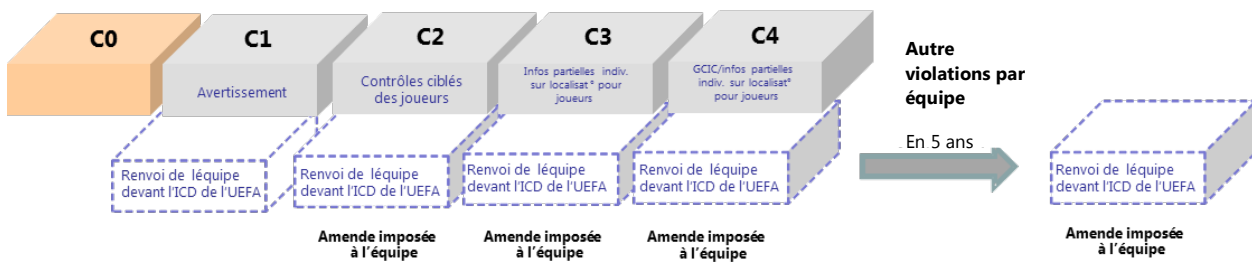 C0
C1
C2
C3
C4
Avertissement
Contrôles ciblés
des joueurs
Infos partielles indiv.
sur localisat° pour
joueurs
GCIC/infos partielles
indiv. sur localisat°
pour joueurs
Autre
violations par
équipe
En 5 ans
Renvoi de léquipe
devant l'ICD de l'UEFA
Renvoi de léquipe
devant l'ICD de l'UEFA
Renvoi de léquipe
devant l'ICD de l'UEFA
Renvoi de léquipe
devant l'ICD de l'UEFA
Renvoi de léquipe
devant l'ICD de l'UEFA
Amende imposée
à l'équipe
Amende imposée
à l'équipe
Amende imposée
à l'équipe
Amende imposée
à l'équipe